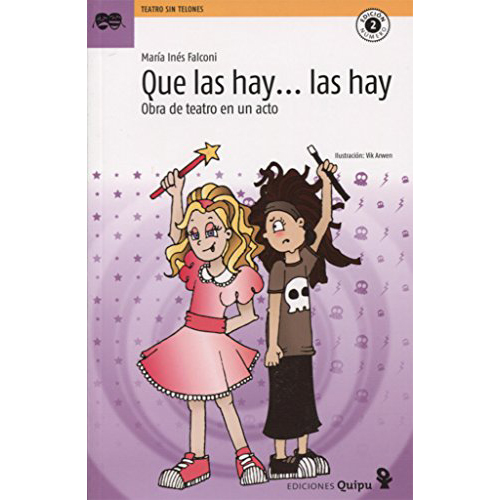 TEATRO SIN TELONES
EDICIÓN
2
NÚMERO
María Inés Falconi
Que las hay... las hay
Obra de teatro en un acto
Ilustración: Vik Arwen
EDICIONES Quipu